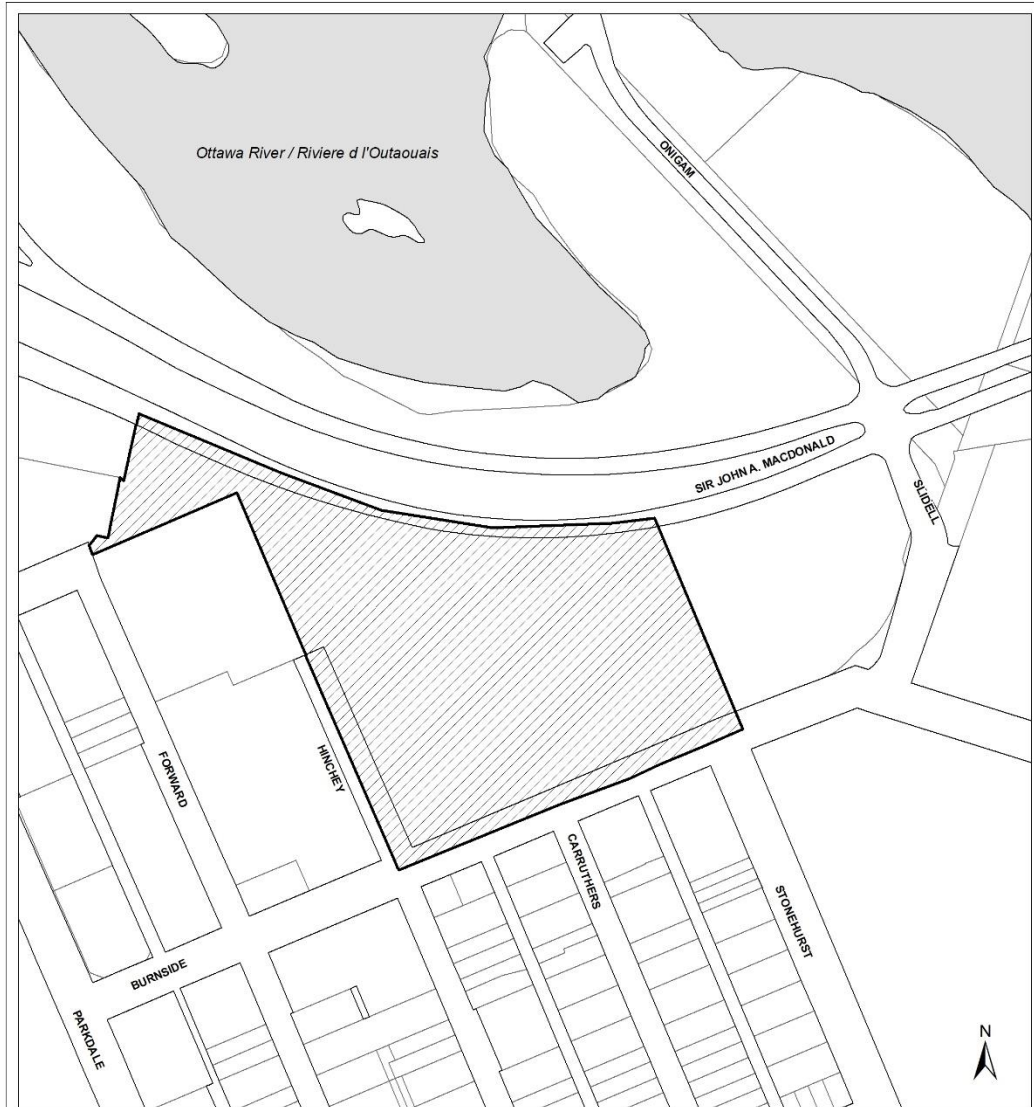 Ottawa River / Riviere d l'Outaouais
ONIGAM
SIR JOHN A. MACDONALD
SLIDELL
FORWARD
HINCHEY
CARRUTHERS
STONEHURST
BURNSIDE
PARKDALE
N